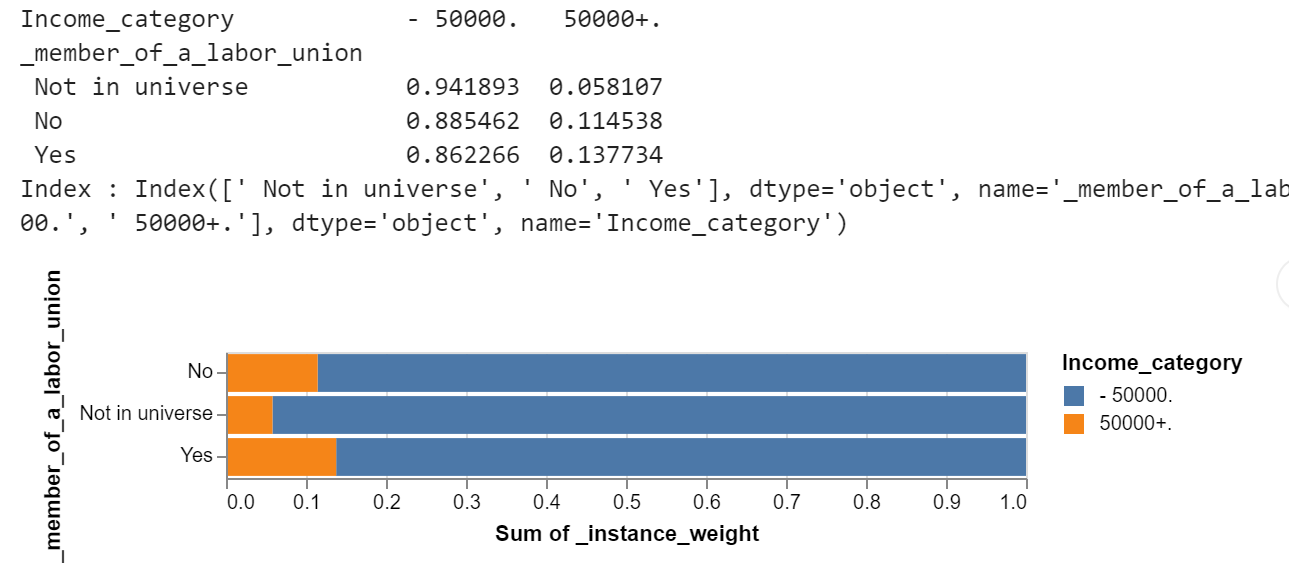 Income_category - 50000. 50000+.
_member_of_a_labor_union
Not in universe 0.941893 0.058107
No 0.885462 0.114538
Yes 0.862266 0.137734
Index : Index([' Not in universe', ' No', ' Yes'], dtype='object', name='_member_of_a_lab
00.', ' 50000+.'], dtype='object', name='Income_category')
_member_of_a_labor_union
No
Not in universe
Yes
0.0 0.1 0.2 0.3 0.4 0.5 0.6 0.7 0.8 0.9 1.0
Sum of _instance_weight
Income_category
- 50000.
50000+.